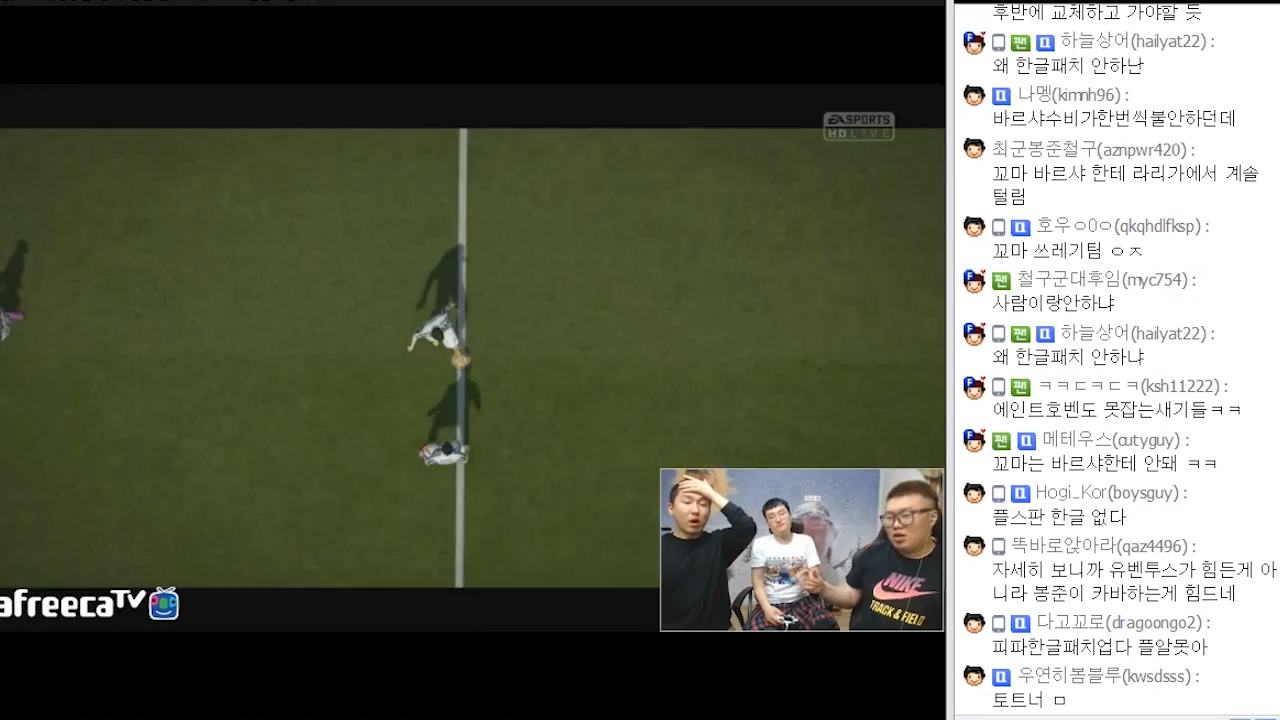 EA SPORTS
HD LIVE
afreecaTV
NIKE
TRACK & FIELD
후반에 교체하고 가야할 듯
하늘상어(hailyat22) :
왜 한글패치 안하난
나멩(kimnh96) :
바르샤수비가한번씩불안하던데
최군봉준철구(aznpwr420) :
꼬마 바르샤 한테 라리가에서 계솔
털림
호우ㅇ0ㅇ(qkqhdlfksp) :
꼬마 쓰레기팀 ㅇㅈ
철구군대후임(myc754) :
사람이랑안하냐
하늘상어(hailyat22) :
왜 한글패치 안하냐
ㅋㅋㄷㅋㄷㅋ(ksh11222) :
에인트호벤도 못잡는새기들ㅋㅋ
메테우스(cutyguy) :
꼬마는 바르샤한테 안돼 ㅋㅋ
Hogi_Kor(boysguy) :
플스판 한글 없다
똑바로앉아라(qaz4496) :
자세히 보니까 유벤투스가 힘든게 아
니라 봉준이 카바하는게 힘드네
다고꼬로(dragoongo2) :
피파한글패치업다 플알못아
우연히봄블루(kwsdsss) :
토트너 ㅁ